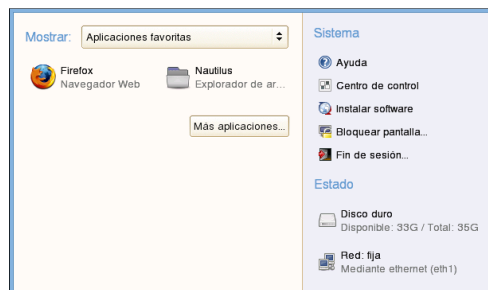 Mostrar: Aplicaciones favoritas
Firefox
Navegador Web
Nautilus
Explorador de ar...
Más aplicaciones...
Sistema
Ayuda
Centro de control
Instalar software
Bloquear pantalla...
Fin de sesión...
Estado
Disco duro
Disponible: 33G / Total: 35G
Red: fija
Mediante ethernet (eth1)